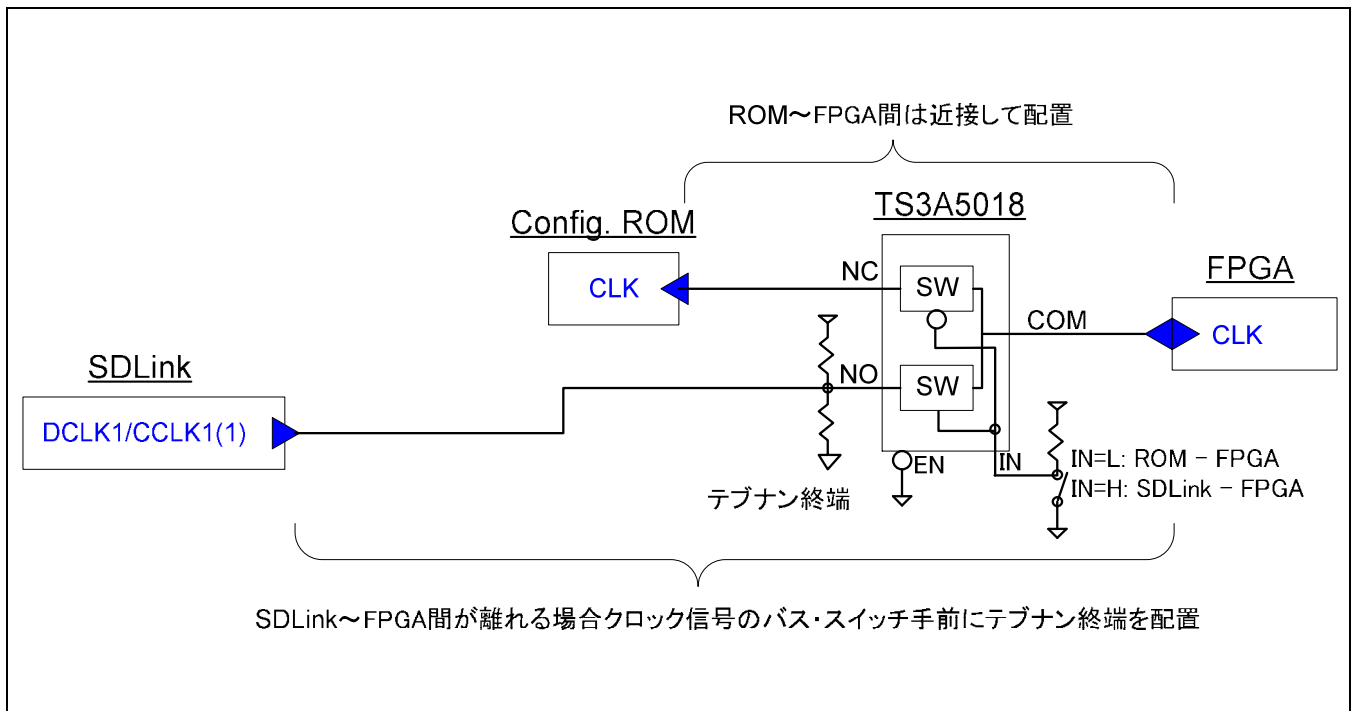 ROM～FPGA間は近接して配置
TS3A5018
Config. ROM
FPGA
NC
SW
CLK
COM
CLK
SDLink
NO
SW
DCLK1/CCLK1(1)
EN
IN
IN=L: ROM - FPGA
IN=H: SDLink - FPGA
テブナン終端
SDLink～FPGA間が離れる場合クロック信号のバス・スイッチ手前にテブナン終端を配置